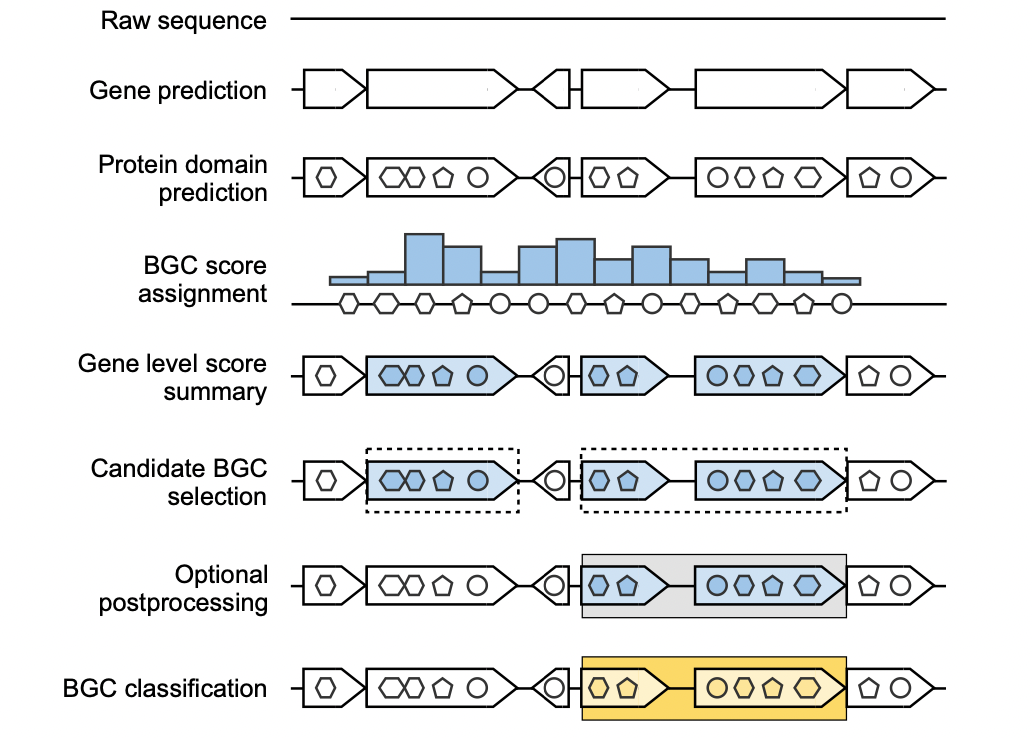 Raw sequence
Gene prediction
Protein domain
prediction
BGC score
assignment
Gene level score
summary
Candidate BGC
selection
Optional
postprocessing
BGC classification